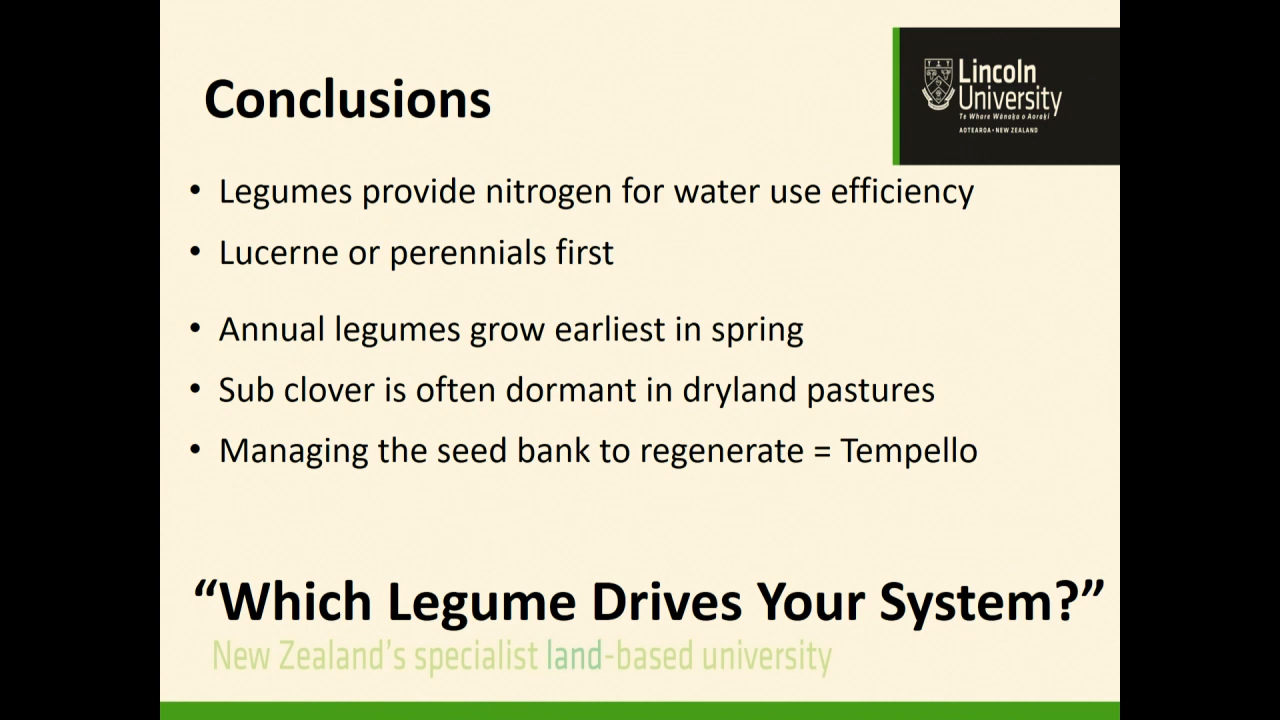 Conclusions
Lincoln
University
Te Whare Wānaka o Aoraki
AOTEAROA • NEW ZEALAND
• Legumes provide nitrogen for water use efficiency
• Lucerne or perennials first
• Annual legumes grow earliest in spring
• Sub clover is often dormant in dryland pastures
• Managing the seed bank to regenerate = Tempello
“Which Legume Drives Your System?”
New Zealand’s specialist land-based university